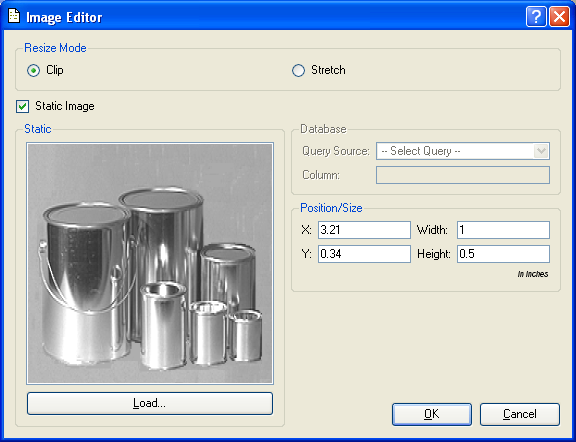 Image Editor
Resize Mode
Clip
Stretch
Static Image
Static
Database
Query Source: -- Select Query --
Column:
Position/Size
X: 3.21 Width: 1
Y: 0.34 Height: 0.5
in inches
Load...
OK
Cancel